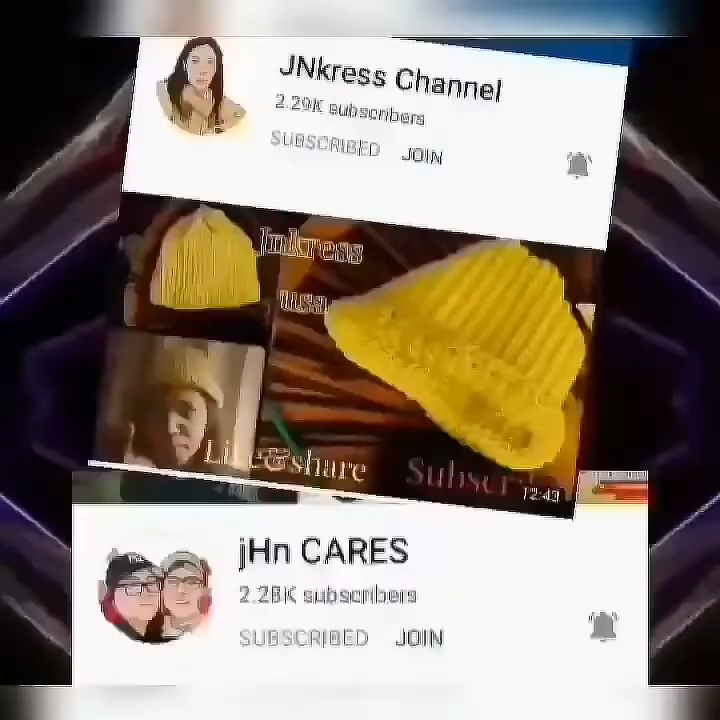 JNkress Channel
2.29K subscribers
SUBSCRIBED JOIN
Jnkress
usa
Like&share
Subscribe
12:43
jHn CARES
2.28K subscribers
SUBSCRIBED JOIN